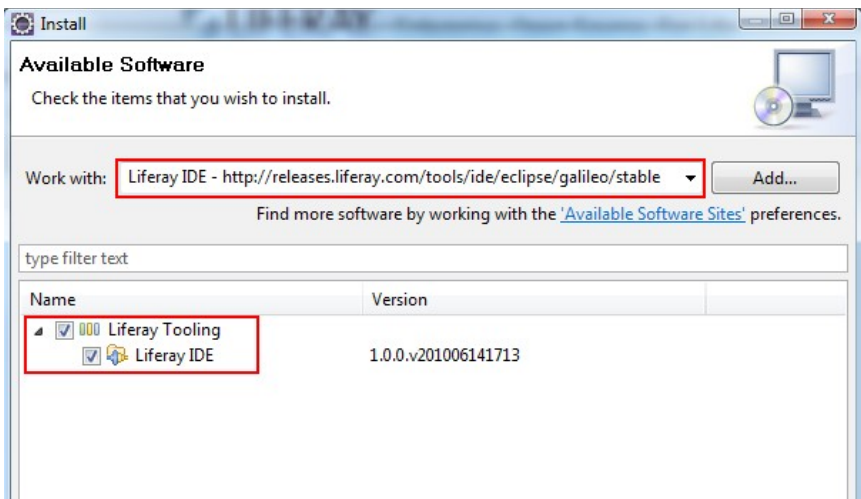 Install
Available Software
Check the items that you wish to install.
Work with: Liferay IDE - http://releases.liferay.com/tools/ide/eclipse/galileo/stable Add...
Find more software by working with the 'Available Software Sites' preferences.
type filter text
Name Version
Liferay Tooling
Liferay IDE 1.0.0.v201006141713